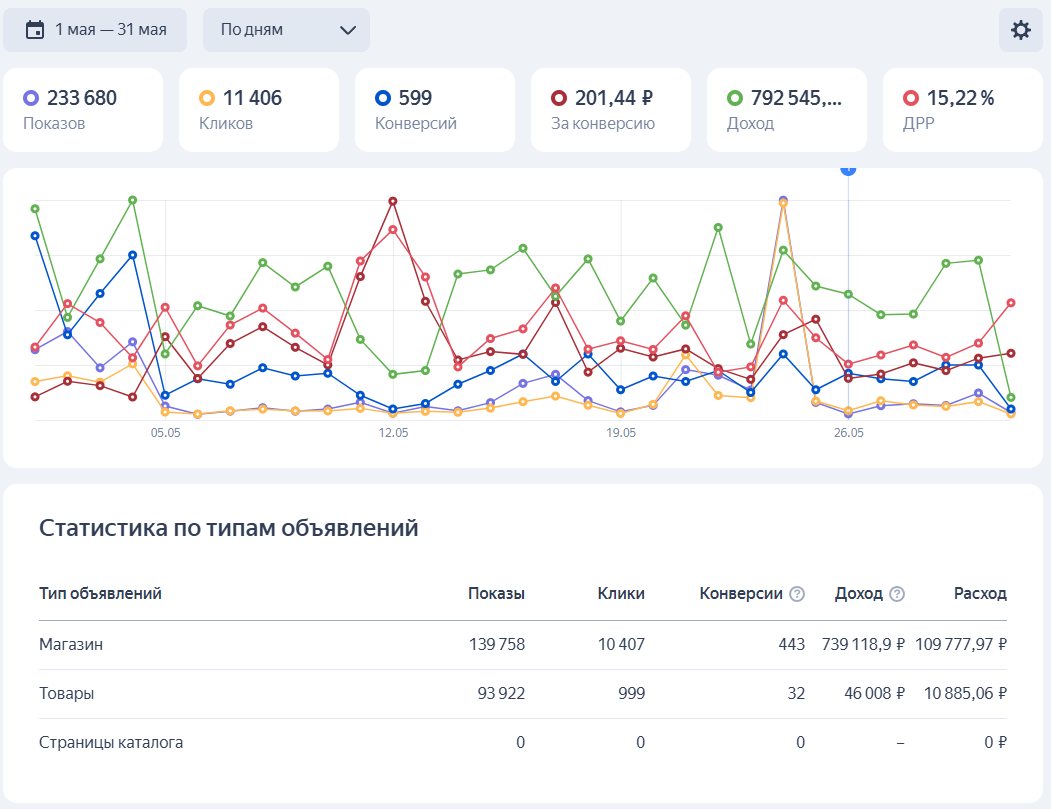 1 мая — 31 мая
По дням
233 680
Показов
11 406
Кликов
599
Конверсий
201,44 ₽
За конверсию
792 545,...
Доход
15,22 %
ДРР
05.05 12.05 19.05 26.05
Статистика по типам объявлений
Тип объявлений Показы Клики Конверсии ? Доход ? Расход
Магазин 139 758 10 407 443 739 118,9 ₽ 109 777,97 ₽
Товары 93 922 999 32 46 008 ₽ 10 885,06 ₽
Страницы каталога 0 0 0 – 0 ₽